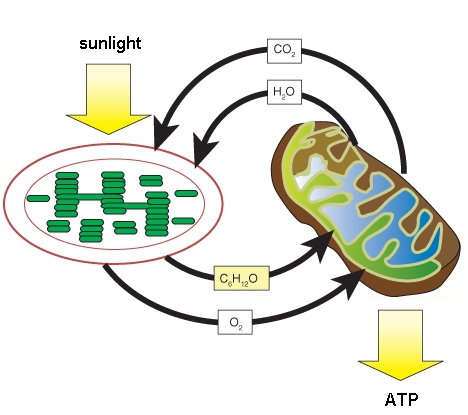 sunlight
CO₂
H₂O
C₆H₁₂O
O₂
ATP